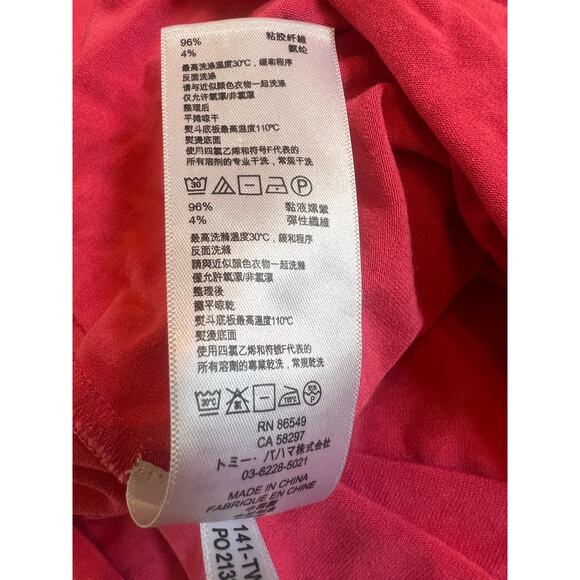 96% 粘胶纤维
4% 氨纶
最高洗涤温度30℃,緩和程序
反面洗涤
请与近似颜色衣物一起洗涤
仅允许氧漂/非氯漂
整理后
平摊晾干
熨斗底板最高温度110℃
熨烫底面
使用四氯乙烯和符号F代表的
所有溶剂的专业干洗,常规干洗
30 P
96% 黏液嫘縈
4% 彈性纖維
最高洗滌溫度30℃,緩和程序
反面洗滌
請與近似顏色衣物一起洗滌
僅允許氧漂/非氯漂
整理後
攤平晾乾
熨斗底板最高溫度110℃
熨燙底面
使用四氯乙烯和符號F代表的
所有溶劑的專業乾洗,常規乾洗
30℃ 110℃ P
RN 86549
CA 58297
トミー・バハマ株式会社
03-6228-5021
MADE IN CHINA
FABRIQUE EN CHINE
中国製
141-TW
PO213